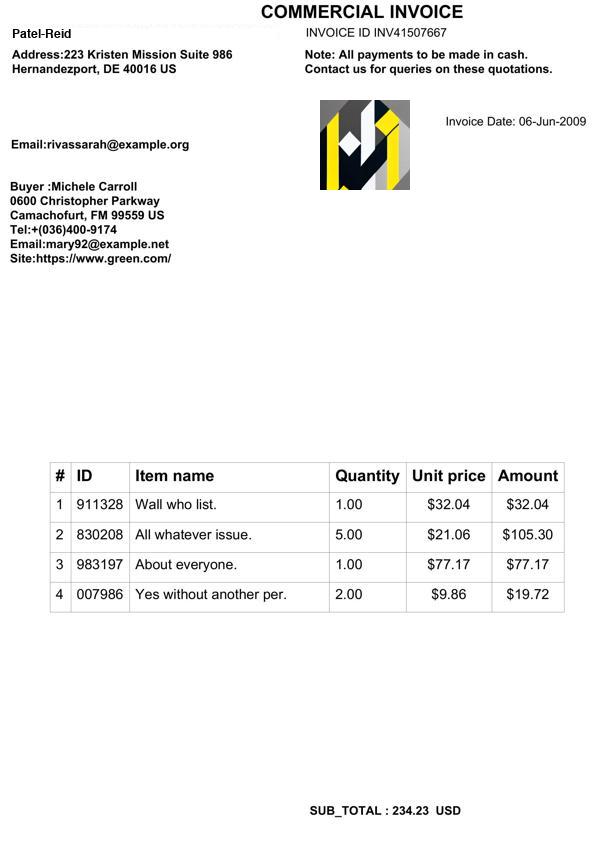 COMMERCIAL INVOICE
Patel-Reid
INVOICE ID INV41507667
Address:223 Kristen Mission Suite 986
Hernandezport, DE 40016 US
Note: All payments to be made in cash.
Contact us for queries on these quotations.
Invoice Date: 06-Jun-2009
Email:rivassarah@example.org
Buyer :Michele Carroll
0600 Christopher Parkway
Camachofurt, FM 99559 US
Tel:+(036)400-9174
Email:mary92@example.net
Site:https://www.green.com/
# ID Item name Quantity Unit price Amount
1 911328 Wall who list. 1.00 $32.04 $32.04
2 830208 All whatever issue. 5.00 $21.06 $105.30
3 983197 About everyone. 1.00 $77.17 $77.17
4 007986 Yes without another per. 2.00 $9.86 $19.72
SUB_TOTAL : 234.23 USD